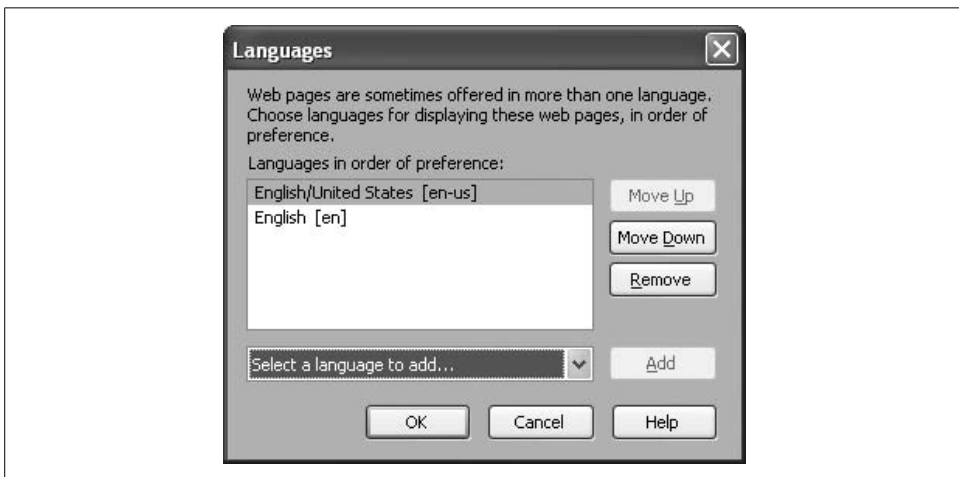 Languages
Web pages are sometimes offered in more than one language.
Choose languages for displaying these web pages, in order of
preference.
Languages in order of preference:
English/United States [en-us]
Move Up
English [en]
Move Down
Remove
Select a language to add...
Add
OK
Cancel
Help